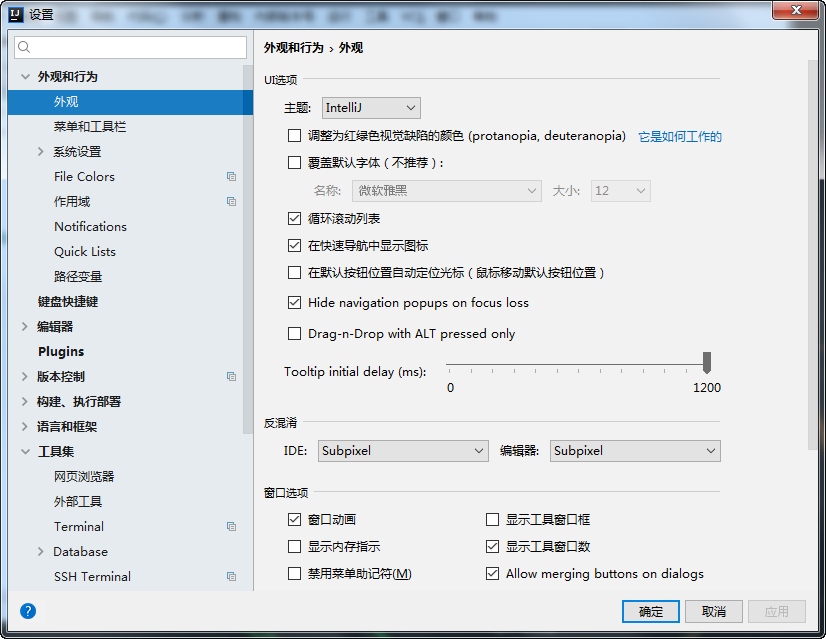 IJ 设置
外观和行为
外观
菜单和工具栏
系统设置
File Colors
作用域
Notifications
Quick Lists
路径变量
键盘快捷键
编辑器
Plugins
版本控制
构建、执行部署
语言和框架
工具集
网页浏览器
外部工具
Terminal
Database
SSH Terminal
?
外观和行为 › 外观
UI选项
主题: IntelliJ
调整为红绿色视觉缺陷的颜色 (protanopia, deuteranopia) 它是如何工作的
覆盖默认字体（不推荐）:
名称: 微软雅黑 大小: 12
循环滚动列表
在快速导航中显示图标
在默认按钮位置自动定位光标（鼠标移动默认按钮位置）
Hide navigation popups on focus loss
Drag-n-Drop with ALT pressed only
Tooltip initial delay (ms):
0 1200
反混淆
IDE: Subpixel 编辑器: Subpixel
窗口选项
窗口动画 显示工具窗口框
显示内存指示 显示工具窗口数
禁用菜单助记符(M) Allow merging buttons on dialogs
确定 取消 应用